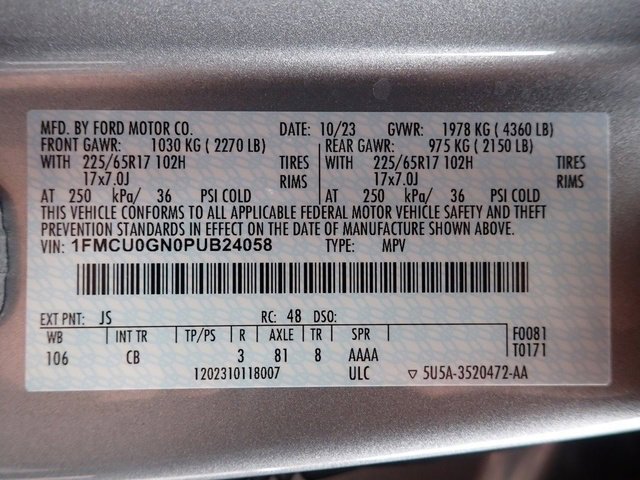 MFD. BY FORD MOTOR CO. DATE: 10/23 GVWR: 1978 KG ( 4360 LB)
FRONT GAWR: 1030 KG ( 2270 LB) REAR GAWR: 975 KG ( 2150 LB)
WITH 225/65R17 102H TIRES WITH 225/65R17 102H TIRES
17x7.0J RIMS 17x7.0J RIMS
AT 250 kPa/ 36 PSI COLD AT 250 kPa/ 36 PSI COLD
THIS VEHICLE CONFORMS TO ALL APPLICABLE FEDERAL MOTOR VEHICLE SAFETY AND THEFT
PREVENTION STANDARDS IN EFFECT ON THE DATE OF MANUFACTURE SHOWN ABOVE.
VIN: 1FMCU0GN0PUB24058 TYPE: MPV
EXT PNT: JS RC: 48 DSO:
WB INT TR TP/PS R AXLE TR SPR F0081
106 CB 3 81 8 AAAA T0171
1202310118007 ULC ▽ 5U5A-3520472-AA